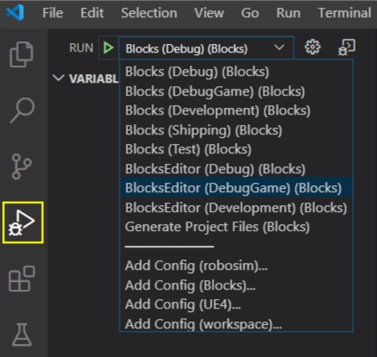 File Edit Selection View Go Run Terminal
RUN Blocks (Debug) (Blocks)
VARIABL
Blocks (Debug) (Blocks)
Blocks (DebugGame) (Blocks)
Blocks (Development) (Blocks)
Blocks (Shipping) (Blocks)
Blocks (Test) (Blocks)
BlocksEditor (Debug) (Blocks)
BlocksEditor (DebugGame) (Blocks)
BlocksEditor (Development) (Blocks)
Generate Project Files (Blocks)
Add Config (robosim)...
Add Config (Blocks)...
Add Config (UE4)...
Add Config (workspace)...